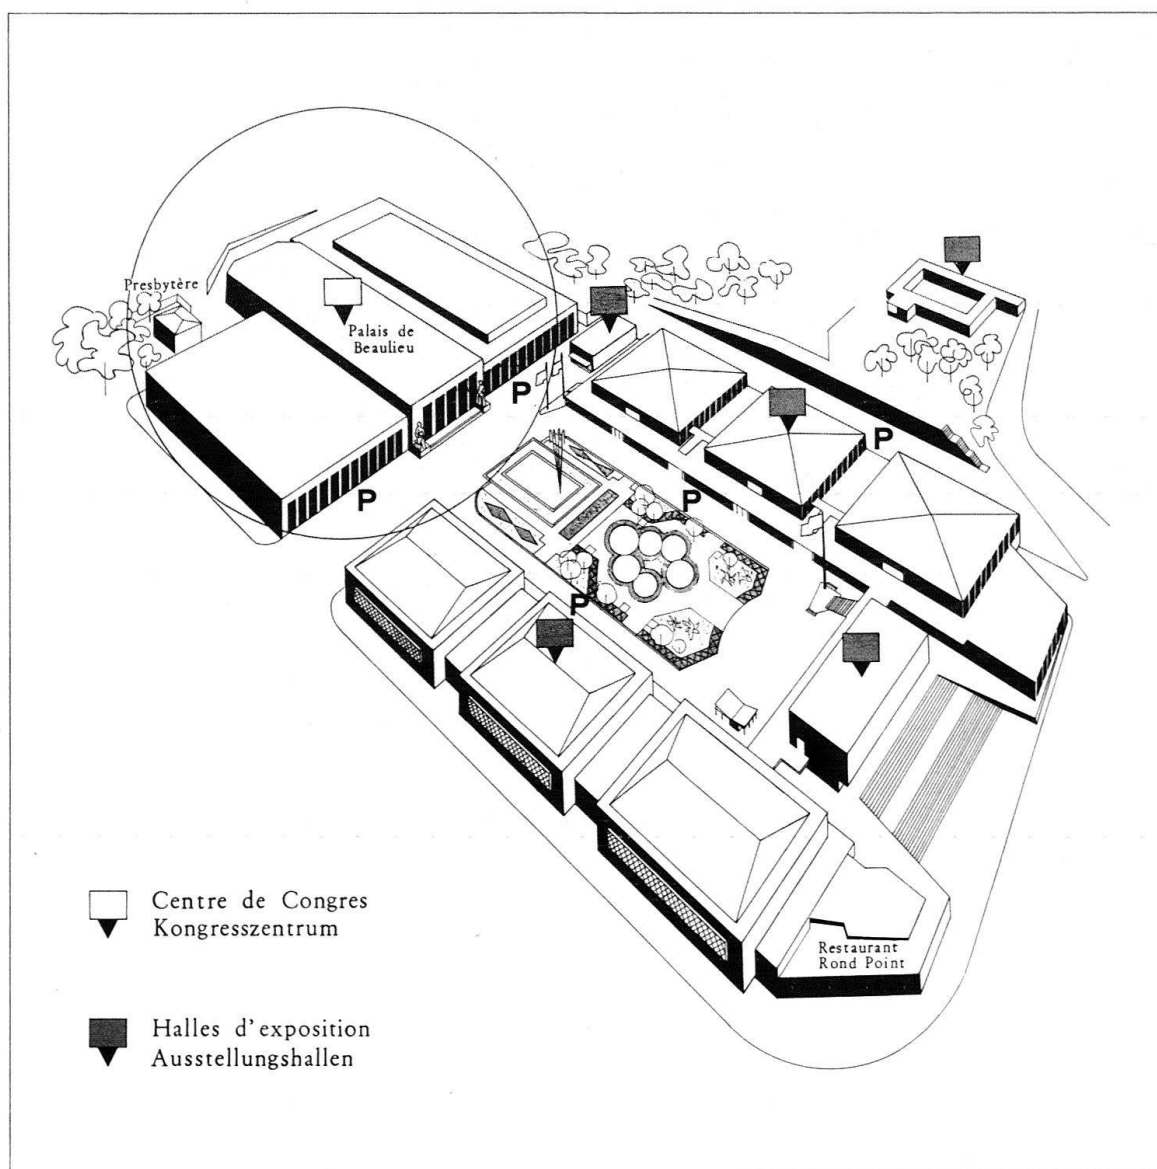 Presbytère
Palais de
Beaulieu
P
P
P
P
P
Restaurant
Rond Point
Centre de Congres
Kongresszentrum
Halles d'exposition
Ausstellungshallen